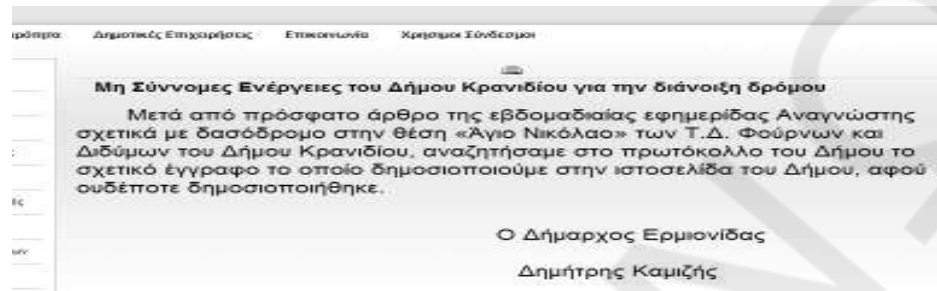 Δημοτικές Επιχειρήσεις Επικοινωνία Χρήσιμοι Σύνδεσμοι
Μη Σύννομες Ενέργειες του Δήμου Κρανιδίου για την διάνοιξη δρόμου
Μετά από πρόσφατο άρθρο της εβδομαδιαίας εφημερίδας Αναγνώστης
σχετικά με δασόδρομο στην θέση «Άγιο Νικόλαο» των Τ.Δ. Φούρνων και
Διδύμων του Δήμου Κρανιδίου, αναζητήσαμε στο πρωτόκολλο του Δήμου το
σχετικό έγγραφο το οποίο δημοσιοποιούμε στην ιστοσελίδα του Δήμου, αφού
ουδέποτε δημοσιοποιήθηκε.
Ο Δήμαρχος Ερμιονίδας
Δημήτρης Καμιζής